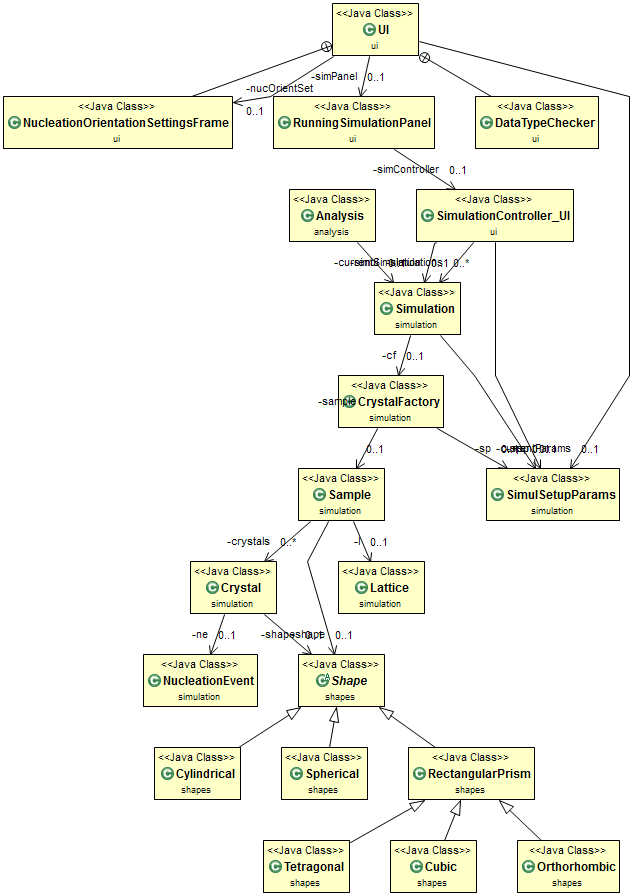 <<Java Class>>
UI
ui
-nucOrientSet
0..1
-simPanel
0..1
<<Java Class>>
NucleationOrientationSettingsFrame
ui
<<Java Class>>
RunningSimulationPanel
ui
<<Java Class>>
DataTypeChecker
ui
-simController
0..1
<<Java Class>>
Analysis
analysis
<<Java Class>>
SimulationController_UI
ui
0..*
<<Java Class>>
Simulation
simulation
-cf
0..1
<<Java Class>>
CrystalFactory
simulation
-sample
0..1
-sp
0..1
<<Java Class>>
Sample
simulation
<<Java Class>>
SimulSetupParams
simulation
-crystals
0..*
-l
0..1
<<Java Class>>
Crystal
simulation
<<Java Class>>
Lattice
simulation
-ne
0..1
-shape
-shape
0..1
0..1
<<Java Class>>
NucleationEvent
simulation
<<Java Class>>
Shape
shapes
<<Java Class>>
Cylindrical
shapes
<<Java Class>>
Spherical
shapes
<<Java Class>>
RectangularPrism
shapes
<<Java Class>>
Tetragonal
shapes
<<Java Class>>
Cubic
shapes
<<Java Class>>
Orthorhombic
shapes